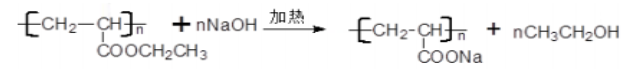 -[CH₂-CH]-n + nNaOH 加热 → -[CH₂-CH]-n + nCH₃CH₂OH
COOCH₂CH₃ COONa